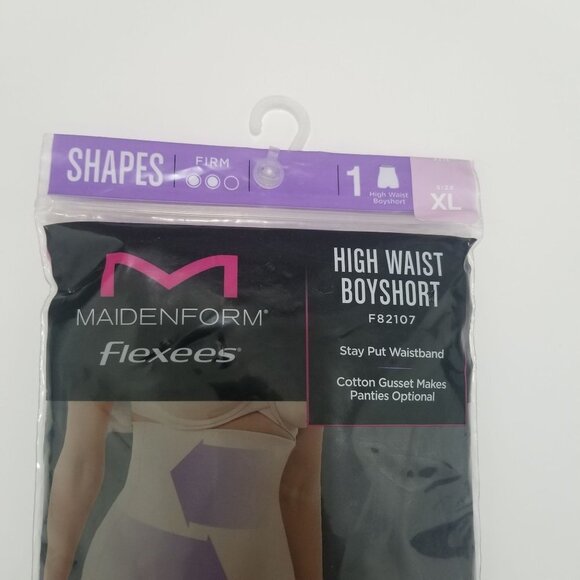 SHAPES
FIRM
1
High Waist
Boyshort
SIZE
XL
MAIDENFORM®
flexees®
HIGH WAIST
BOYSHORT
F82107
Stay Put Waistband
Cotton Gusset Makes
Panties Optional